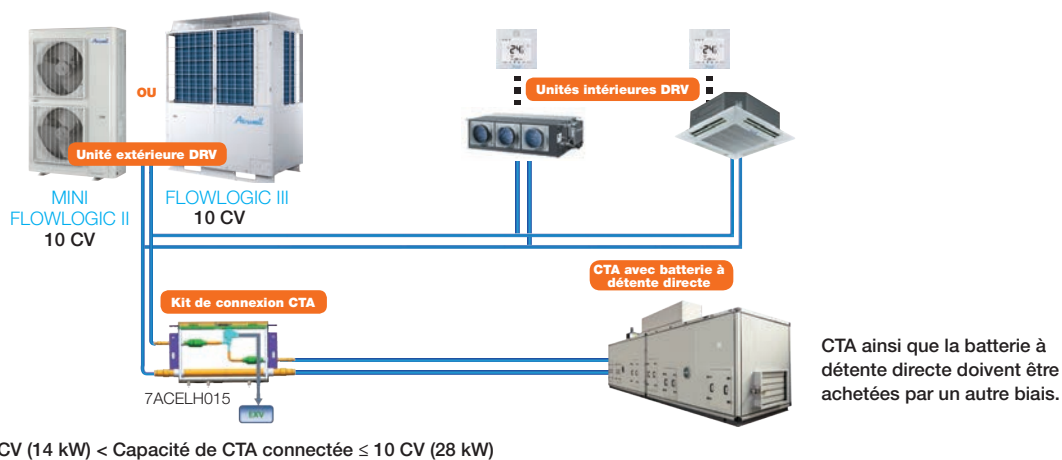 Airwell
OU
Airwell
Unité extérieure DRV
MINI
FLOWLOGIC II
10 CV
FLOWLOGIC III
10 CV
Unités intérieures DRV
CTA avec batterie à
détente directe
Kit de connexion CTA
7ACELH015
EXV
CTA ainsi que la batterie à
détente directe doivent être
achetées par un autre biais.
CV (14 kW) < Capacité de CTA connectée ≤ 10 CV (28 kW)